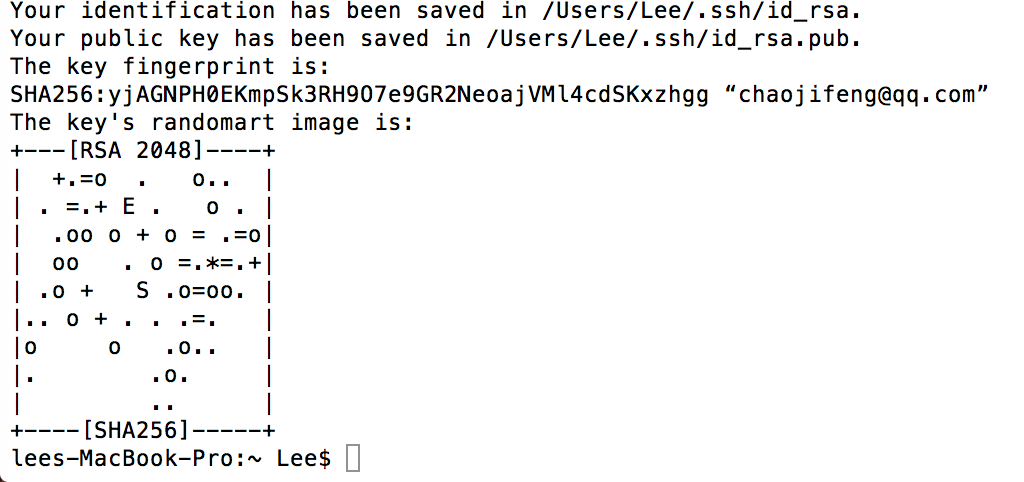 Your identification has been saved in /Users/Lee/.ssh/id_rsa.
Your public key has been saved in /Users/Lee/.ssh/id_rsa.pub.
The key fingerprint is:
SHA256:yjAGNPH0EKmpSk3RH9O7e9GR2NeoajVMl4cdSKxzhgg “chaojifeng@qq.com”
The key's randomart image is:
+---[RSA 2048]----+
|  +.=o  .   o..  |
| . =.+ E .   o . |
|  .oo o + o = .=o|
|  oo   . o =.*=.+|
| .o +   S .o=oo. |
|.. o + . . .=.   |
|o     o   .o..   |
|.        .o.     |
|         ..      |
+----[SHA256]-----+
lees-MacBook-Pro:~ Lee$